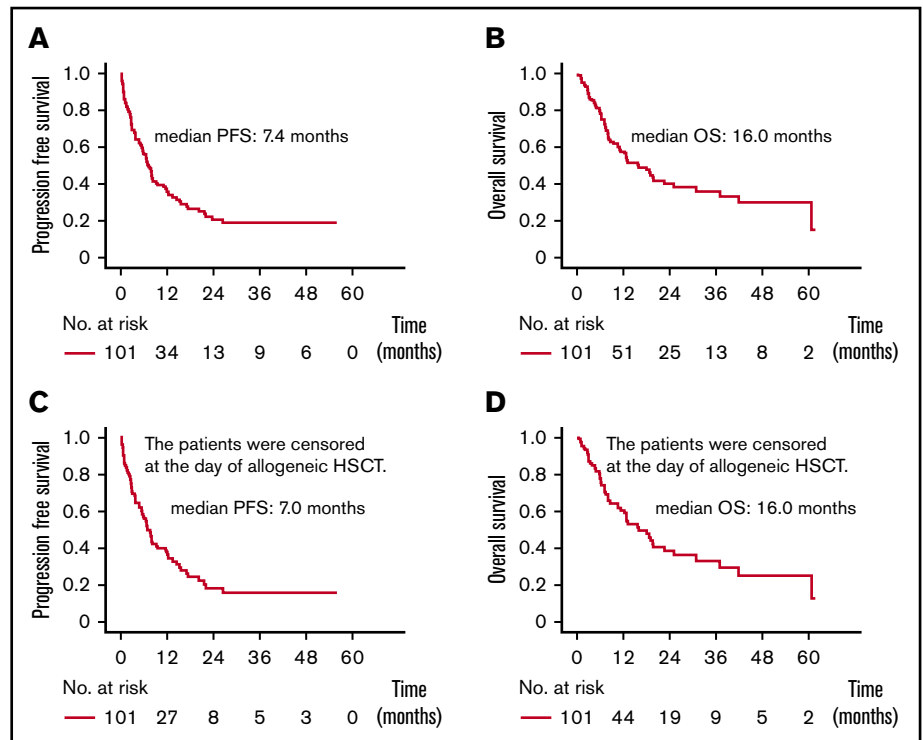 A
Progression free survival
1.0
0.8
0.6
0.4
0.2
0
median PFS: 7.4 months
0 12 24 36 48 60
No. at risk
Time
(months)
101 34 13 9 6 0
B
Overall survival
1.0
0.8
0.6
0.4
0.2
0
median OS: 16.0 months
0 12 24 36 48 60
No. at risk
Time
(months)
101 51 25 13 8 2
C
Progression free survival
1.0
0.8
0.6
0.4
0.2
0
The patients were censored
at the day of allogeneic HSCT.
median PFS: 7.0 months
0 12 24 36 48 60
No. at risk
Time
(months)
101 27 8 5 3 0
D
Overall survival
1.0
0.8
0.6
0.4
0.2
0
The patients were censored
at the day of allogeneic HSCT.
median OS: 16.0 months
0 12 24 36 48 60
No. at risk
Time
(months)
101 44 19 9 5 2